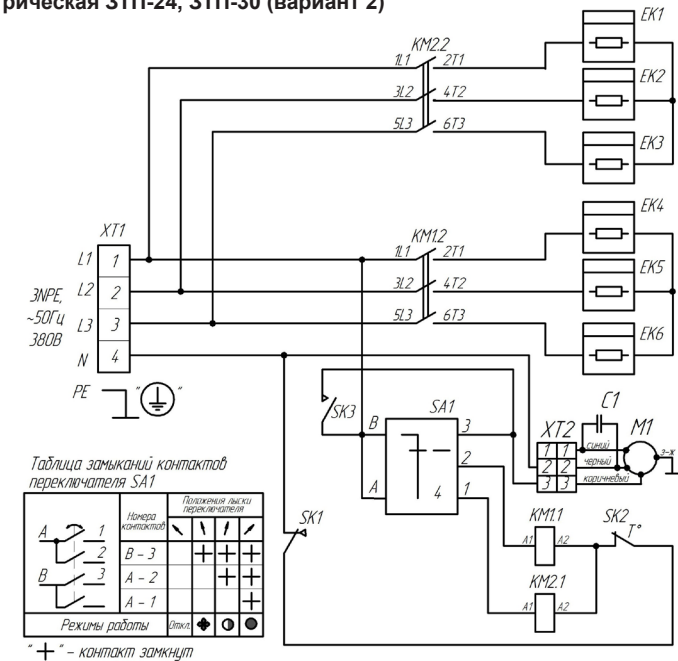 рическая ЗТП-24, ЗТП-30 (вариант 2)
EK1
KM2.2
1L1 2T1
EK2
3L2 4T2
5L3 6T3
EK3
EK4
XT1
KM1.2
L1 1
1L1 2T1
EK5
3NPE,
~50Гц
380В
L2 2
3L2 4T2
L3 3
5L3 6T3
EK6
N 4
PE " "
SK3
B SA1 3
2
A 4 1
C1
XT2 M1
1 1 синий
2 2 черный
3 3 коричневый
з-ж
Таблица замыканий контактов
переключателя SA1
Номера
контактов
Положения лыски
переключателя
A 1
2
B 3
B - 3 + + +
A - 2 + +
A - 1 +
Режимы работы Откл.
" + " - контакт замкнут
SK1
KM1.1 SK2
A1 A2 T°
KM2.1
A1 A2